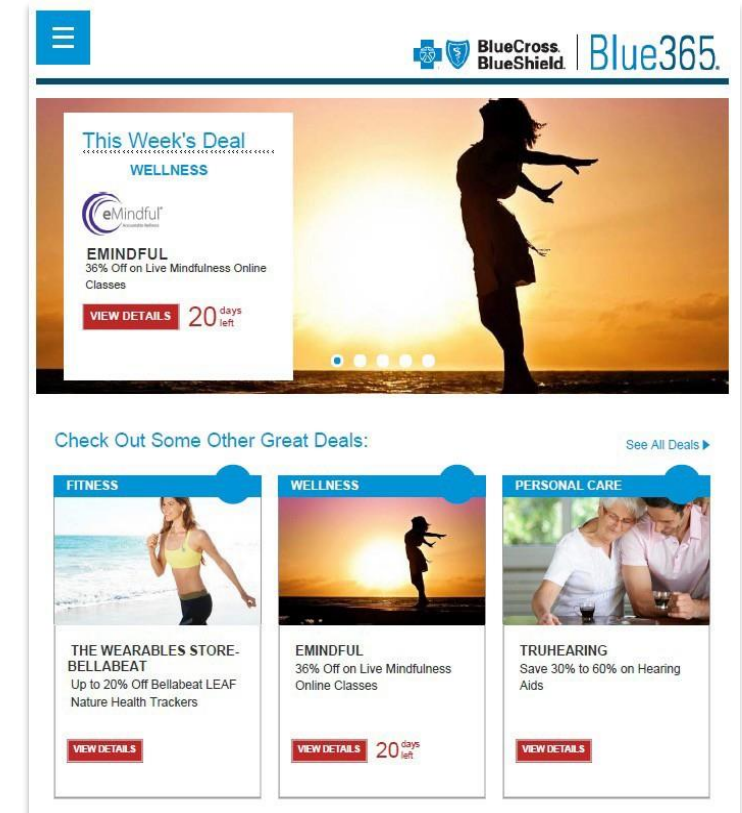 BlueCross.
BlueShield.
Blue365.
This Week's Deal
WELLNESS
eMindful
EMINDFUL
36% Off on Live Mindfulness Online
Classes
VIEW DETAILS 20 days left
Check Out Some Other Great Deals:
See All Deals
FITNESS
THE WEARABLES STORE-
BELLABEAT
Up to 20% Off Bellabeat LEAF
Nature Health Trackers
VIEW DETAILS
WELLNESS
EMINDFUL
36% Off on Live Mindfulness
Online Classes
VIEW DETAILS 20 days left
PERSONAL CARE
TRUHEARING
Save 30% to 60% on Hearing
Aids
VIEW DETAILS